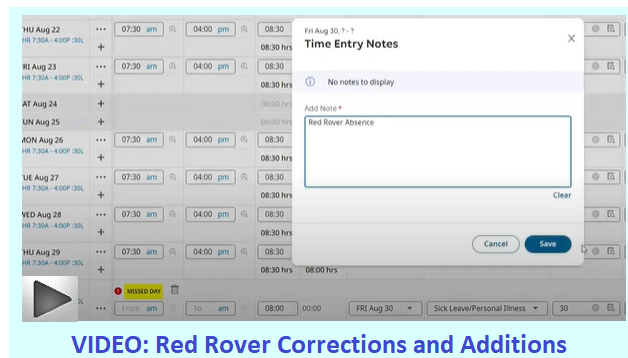 THU Aug 22 ... 07:30 am 04:00 pm 08:30
HR 7:30A - 4:00P :30L
+ 08:30 hrs
FRI Aug 23 ... 07:30 am 04:00 pm 08:30
HR 7:30A - 4:00P :30L
+ 08:30 hrs
SAT Aug 24 00:00 hrs
SUN Aug 25 00:00
MON Aug 26 ... 07:30 am 04:00 pm 08:30
HR 7:30A - 4:00P :30L
+ 08:30 hrs
TUE Aug 27 ... 07:30 am 04:00 pm 08:30
HR 7:30A - 4:00P :30L
+ 08:30 hrs
WED Aug 28 ... 07:30 am 04:00 pm 08:30
HR 7:30A - 4:00P :30L
+ 08:30 hrs
THU Aug 29 ... 07:30 am 04:00 pm 08:30
HR 7:30A - 4:00P :30L
+ 08:30 hrs 08:00 hrs
MISSED DAY
... From am To am 08:00 00:00 FRI Aug 30 Sick Leave/Personal Illness 30
Fri Aug 30, ? - ?
Time Entry Notes
No notes to display
Add Note *
Red Rover Absence
Clear
Cancel Save
VIDEO: Red Rover Corrections and Additions